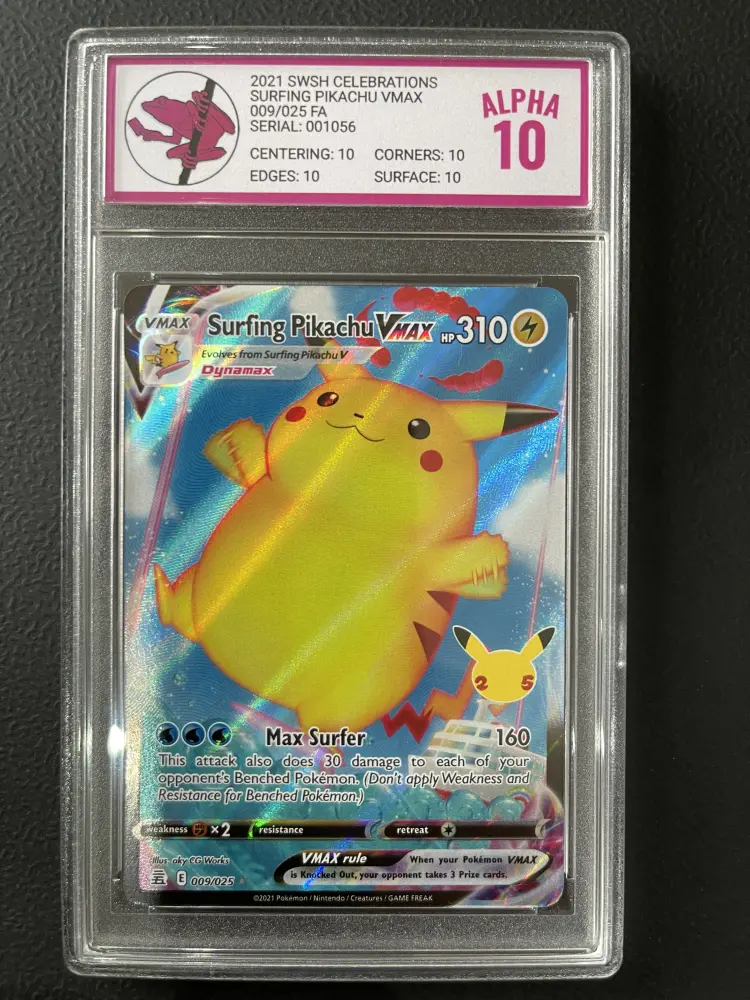 2021 SWSH CELEBRATIONS
SURFING PIKACHU VMAX
009/025 FA
SERIAL: 001056
CENTERING: 10 CORNERS: 10
EDGES: 10 SURFACE: 10
ALPHA
10
VMAX Surfing Pikachu VMAX HP 310
Evolves from Surfing Pikachu V
Dynamax
25
Max Surfer 160
This attack also does 30 damage to each of your
opponent's Benched Pokémon. (Don't apply Weakness and
Resistance for Benched Pokémon.)
weakness ×2 resistance retreat
Illus. aky CG Works
VMAX rule When your Pokémon VMAX
is Knocked Out, your opponent takes 3 Prize cards.
E 009/025
©2021 Pokémon / Nintendo / Creatures / GAME FREAK